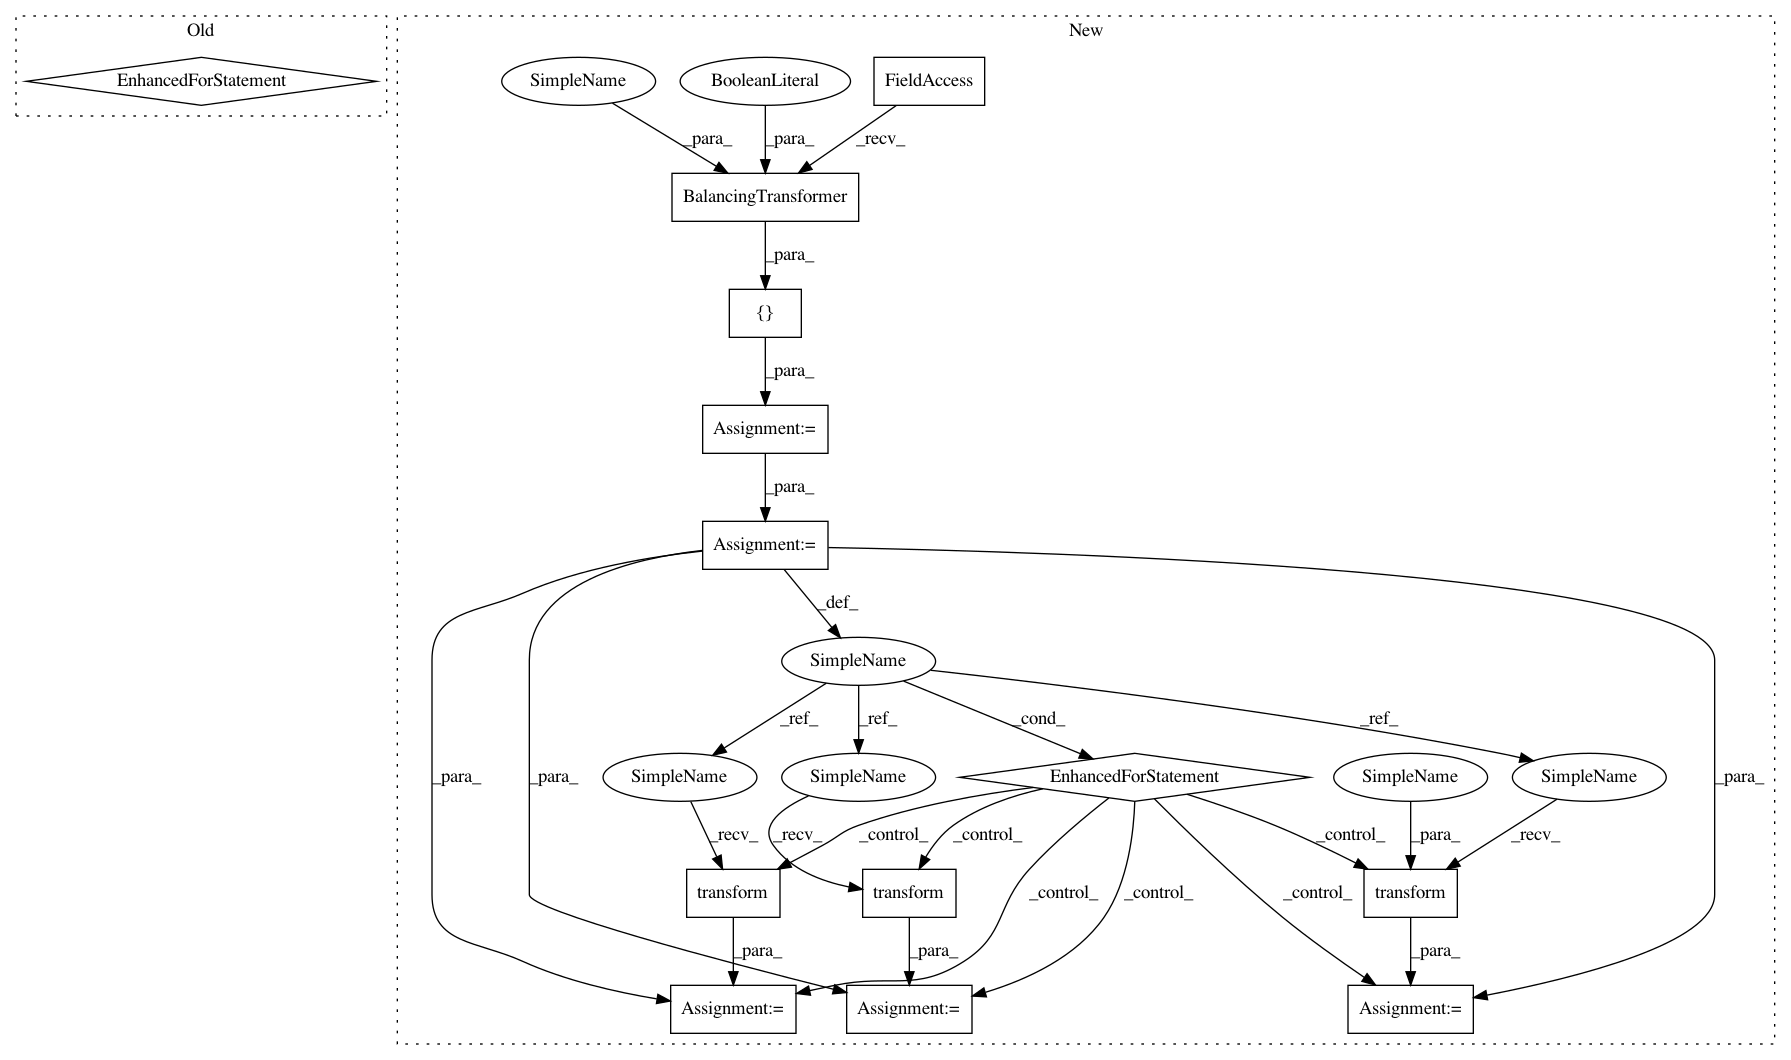 Old
New
EnhancedForStatement
SimpleName
BooleanLiteral
FieldAccess
_para_
_para_
_recv_
BalancingTransformer
_para_
{}
_para_
Assignment:=
_para_
Assignment:=
_def_
SimpleName
_ref_
_ref_
_cond_
_ref_
_para_
_para_
SimpleName
SimpleName
EnhancedForStatement
SimpleName
SimpleName
_para_
_recv_
_recv_
_control_
_control_
_control_
_para_
_recv_
transform
transform
_control_
_control_
_control_
transform
_para_
_para_
_para_
Assignment:=
Assignment:=
Assignment:=